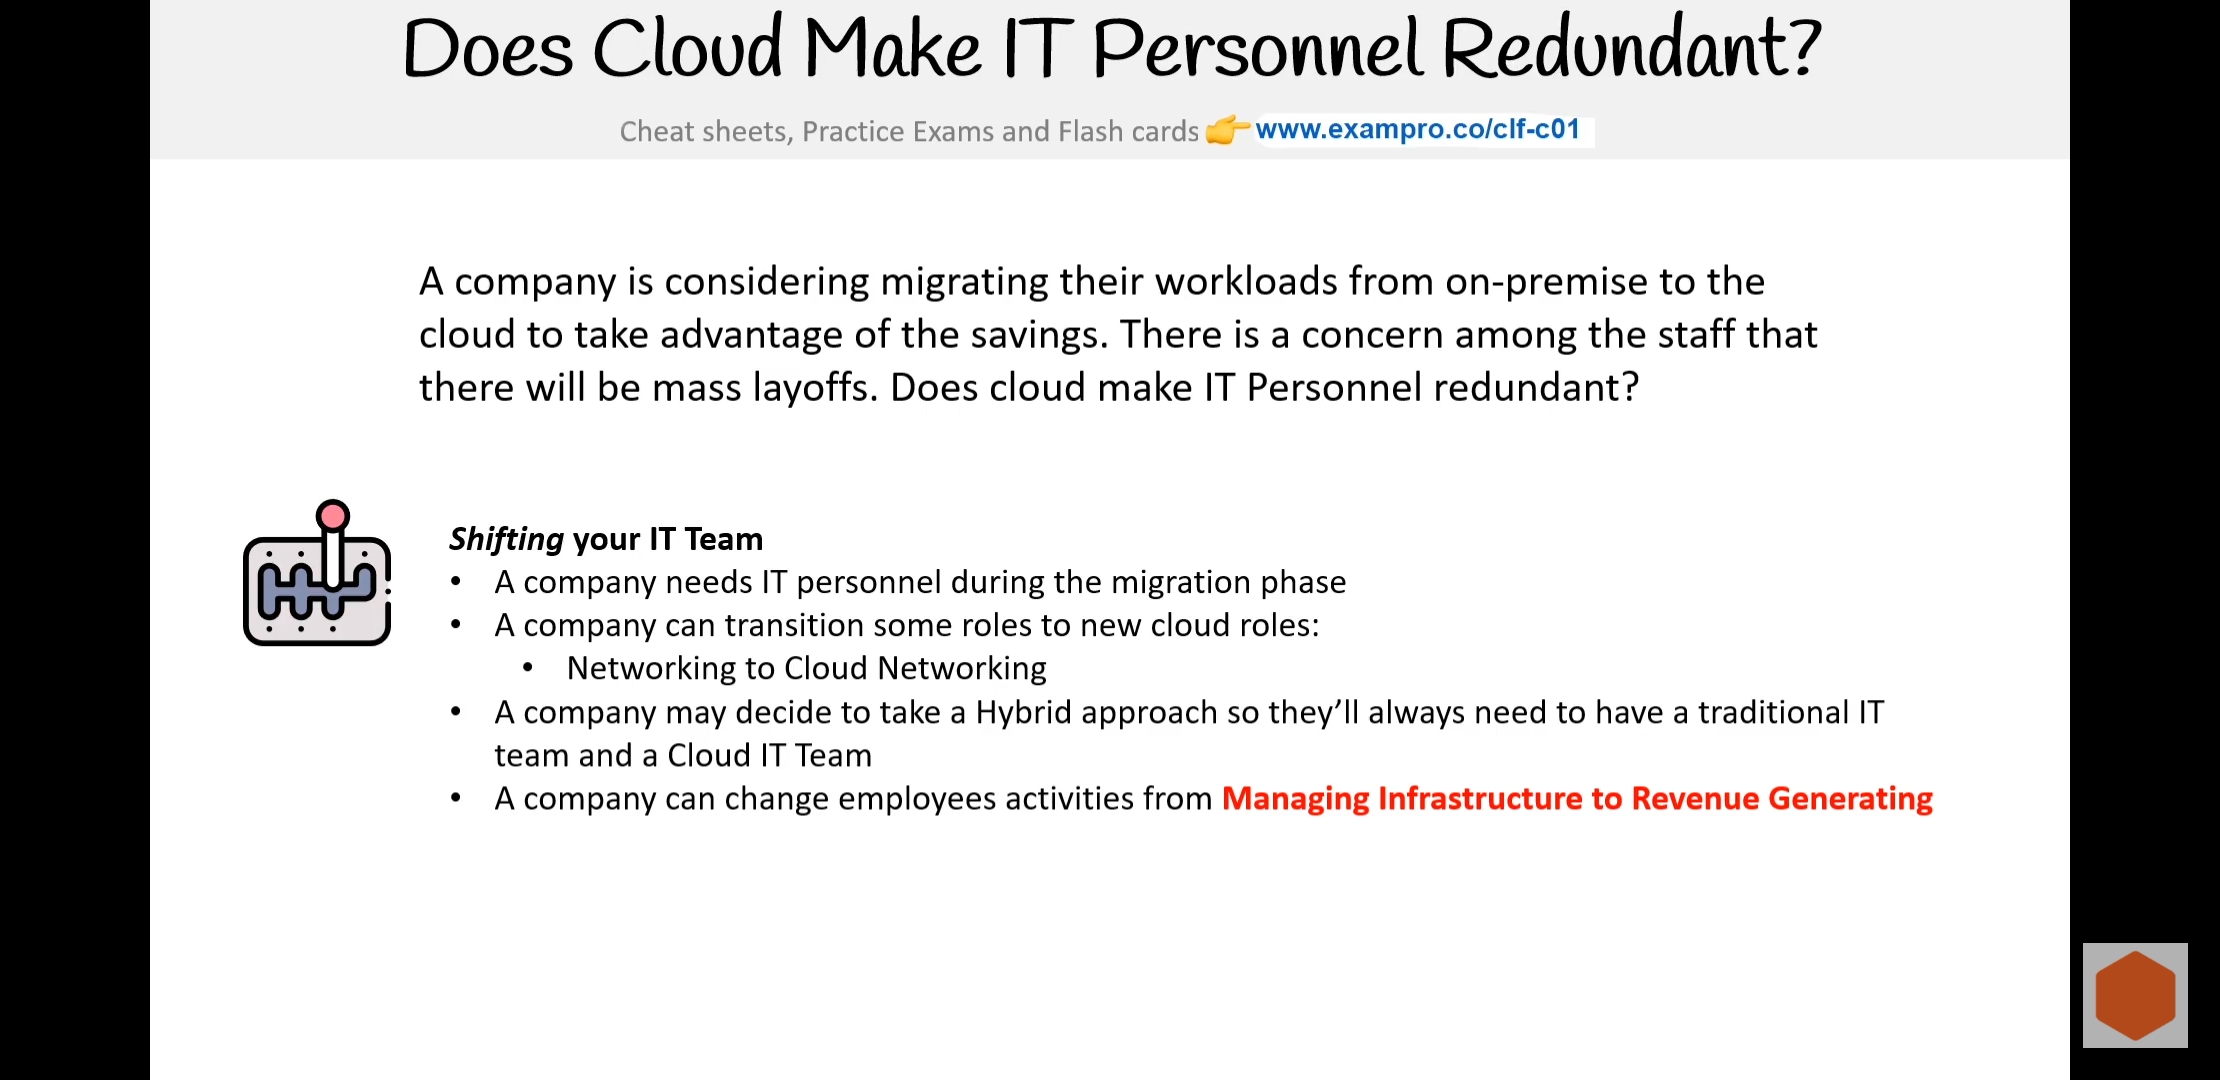 Does Cloud Make IT Personnel Redundant?
Cheat sheets, Practice Exams and Flash cards 👉 www.exampro.co/clf-c01
A company is considering migrating their workloads from on-premise to the
cloud to take advantage of the savings. There is a concern among the staff that
there will be mass layoffs. Does cloud make IT Personnel redundant?
Shifting your IT Team
• A company needs IT personnel during the migration phase
• A company can transition some roles to new cloud roles:
• Networking to Cloud Networking
• A company may decide to take a Hybrid approach so they’ll always need to have a traditional IT
team and a Cloud IT Team
• A company can change employees activities from Managing Infrastructure to Revenue Generating